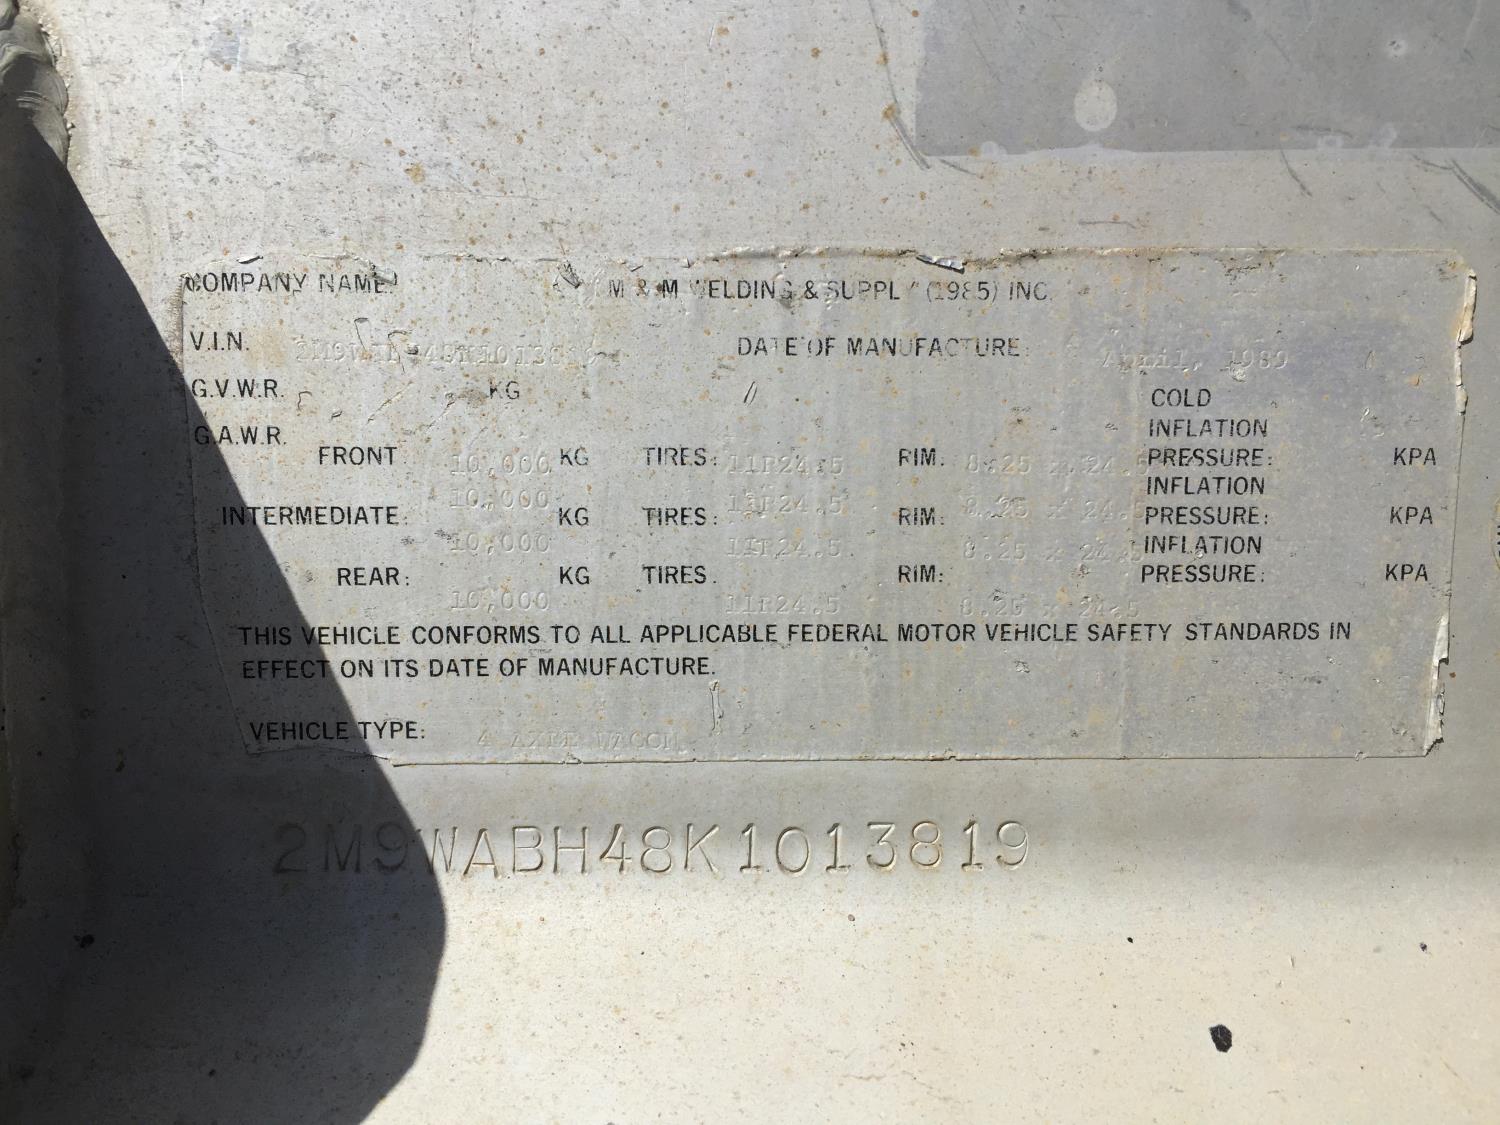 COMPANY NAME: M & M WELDING & SUPPLY (1985) INC.
V.I.N. DATE OF MANUFACTURE: April, 1989
G.V.W.R. KG COLD
G.A.W.R. INFLATION
FRONT 10,000 KG TIRES: 11R24.5 RIM: 8.25 x 24.5 PRESSURE: KPA
10,000 11R24.5 8.25 x 24.5 INFLATION
INTERMEDIATE: KG TIRES: RIM: PRESSURE: KPA
10,000 11R24.5 8.25 x 24.5 INFLATION
REAR: KG TIRES. RIM: PRESSURE: KPA
10,000 11R24.5 8.25 x 24.5
THIS VEHICLE CONFORMS TO ALL APPLICABLE FEDERAL MOTOR VEHICLE SAFETY STANDARDS IN
EFFECT ON ITS DATE OF MANUFACTURE.
VEHICLE TYPE: 4 AXLE WAGON
2M9WABH48K1013819